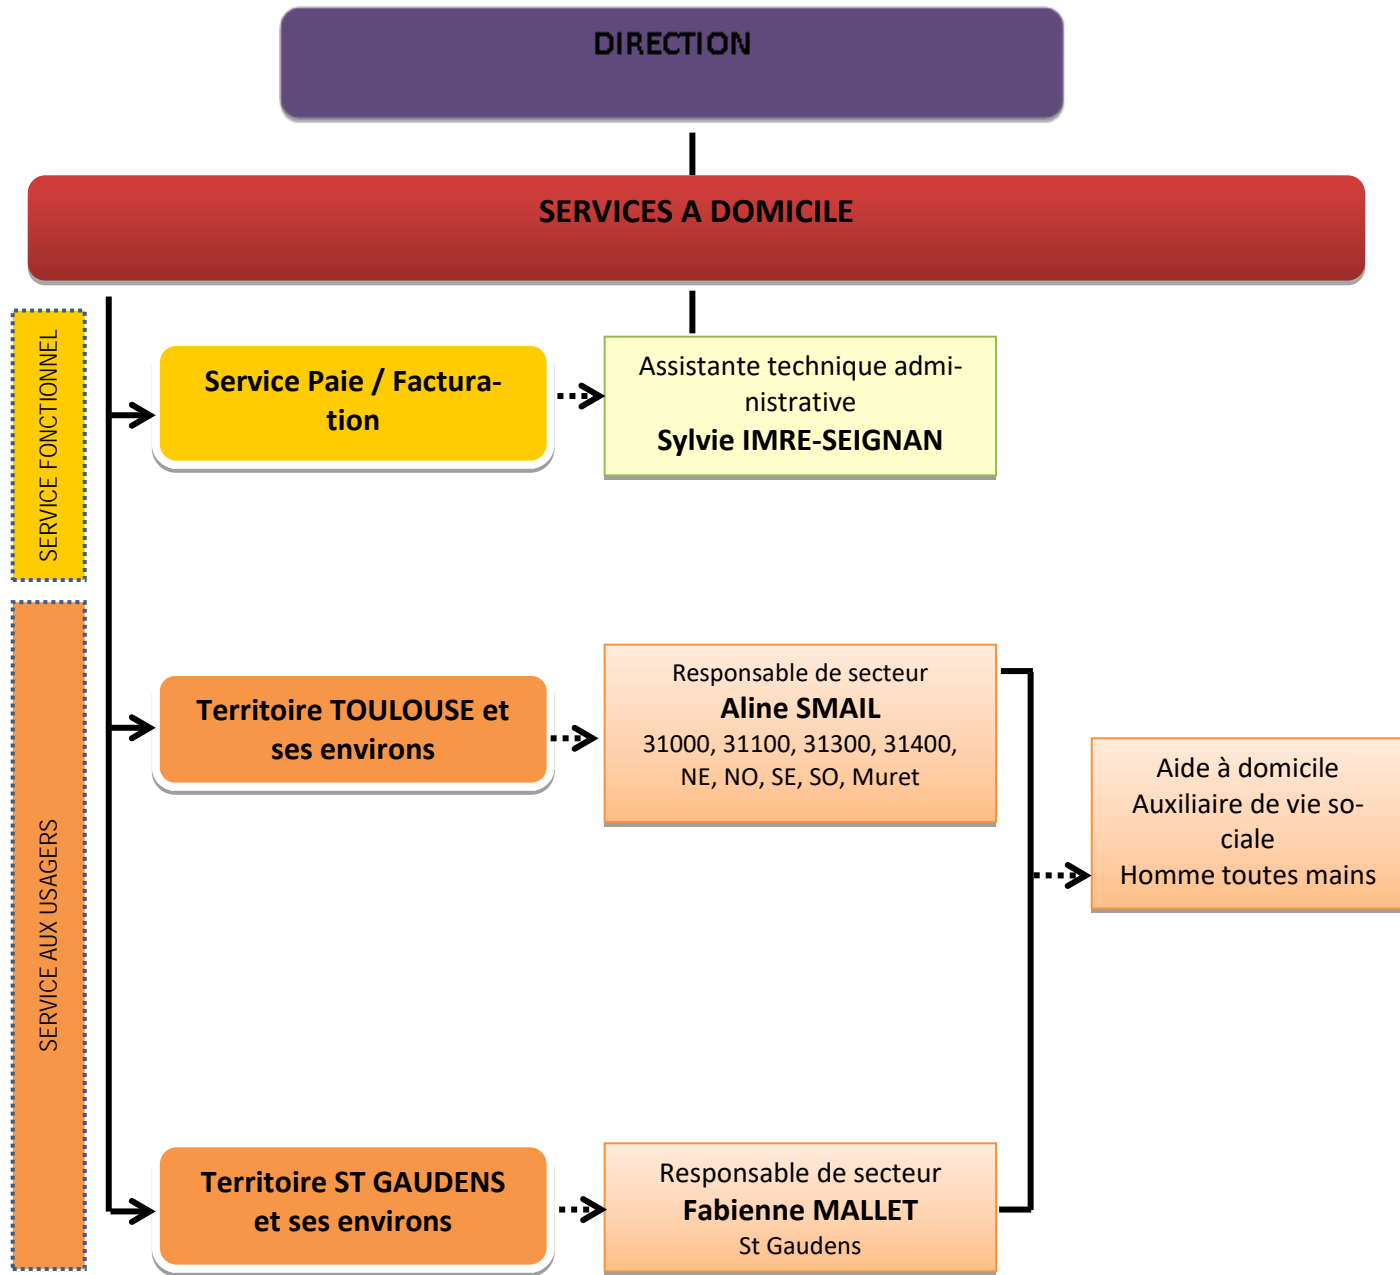 DIRECTION
SERVICES A DOMICILE
SERVICE FONCTIONNEL
Service Paie / Factura-
tion
Assistante technique admi-
nistrative
Sylvie IMRE-SEIGNAN
SERVICE AUX USAGERS
Territoire TOULOUSE et
ses environs
Responsable de secteur
Aline SMAIL
31000, 31100, 31300, 31400,
NE, NO, SE, SO, Muret
Aide à domicile
Auxiliaire de vie so-
ciale
Homme toutes mains
Territoire ST GAUDENS
et ses environs
Responsable de secteur
Fabienne MALLET
St Gaudens